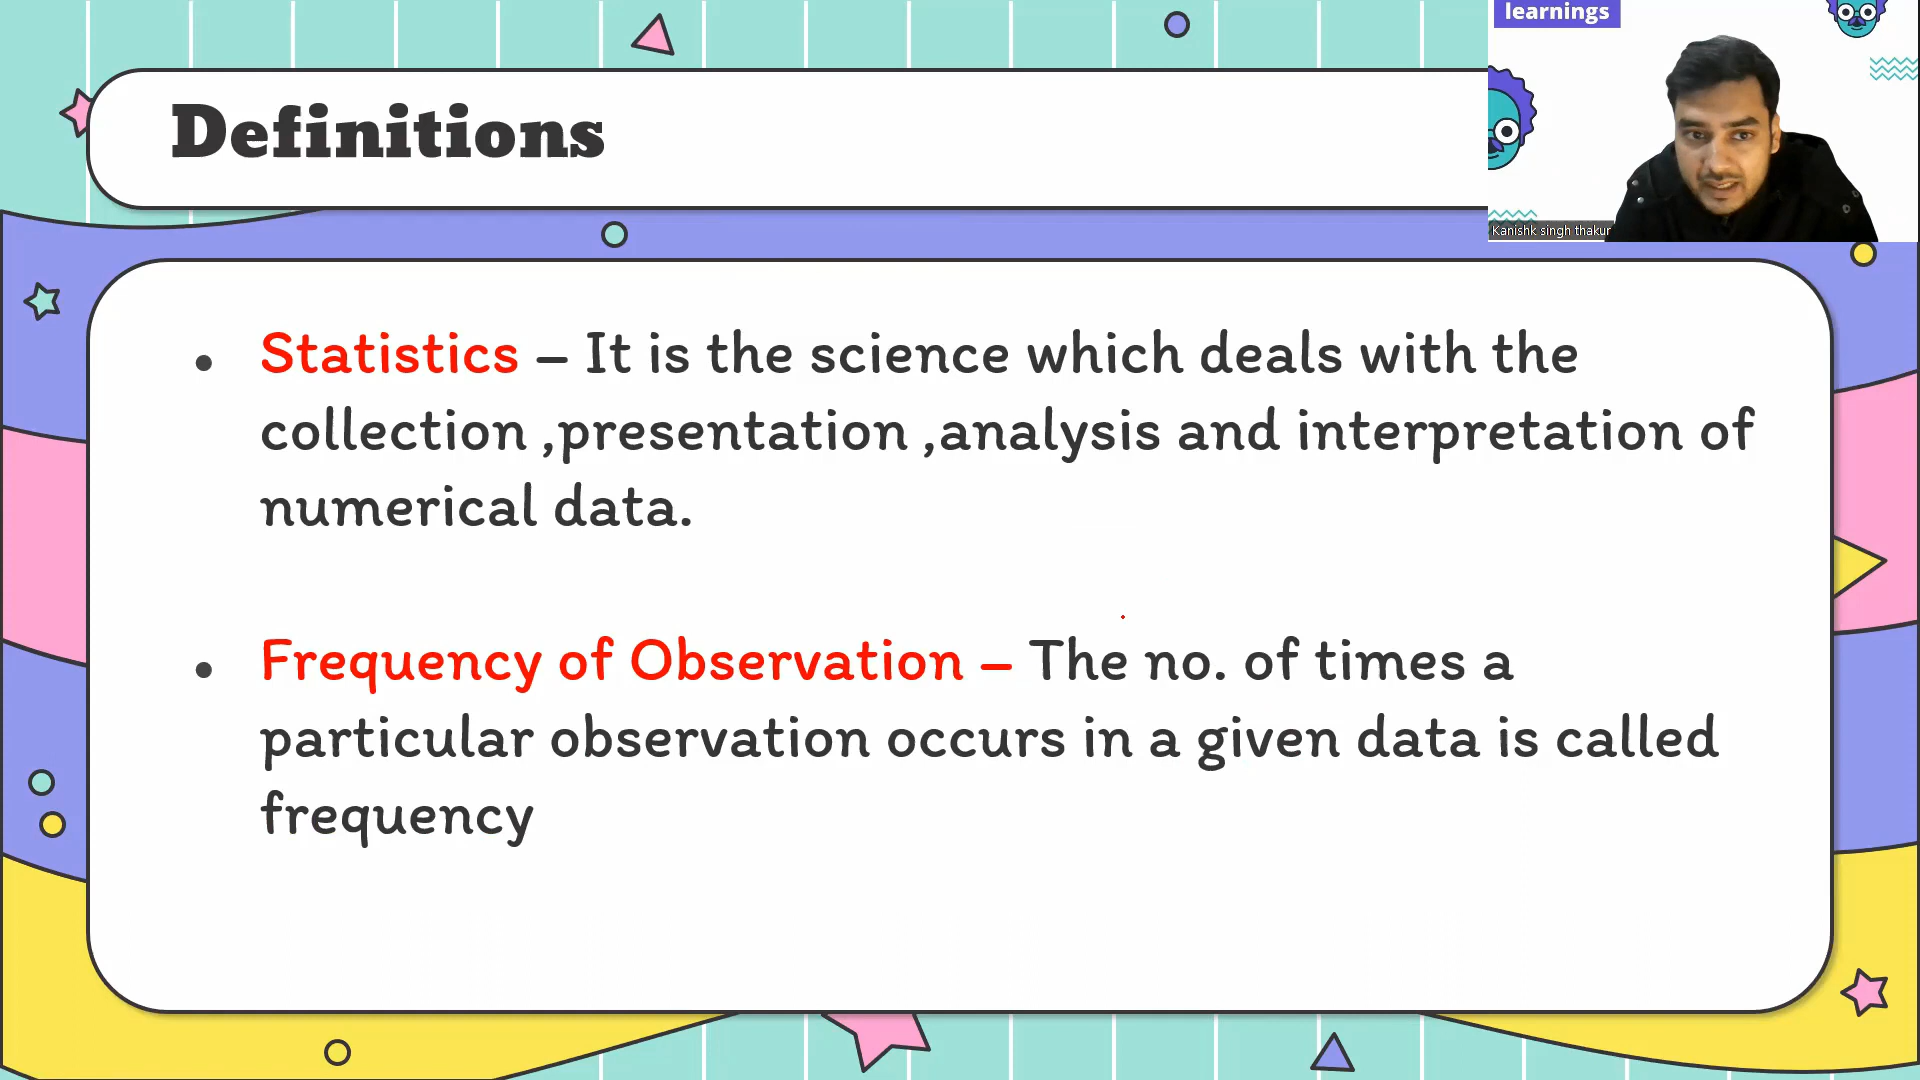 learnings
Definitions
Kanishk singh thakur
• Statistics – It is the science which deals with the
collection ,presentation ,analysis and interpretation of
numerical data.
• Frequency of Observation – The no. of times a
particular observation occurs in a given data is called
frequency